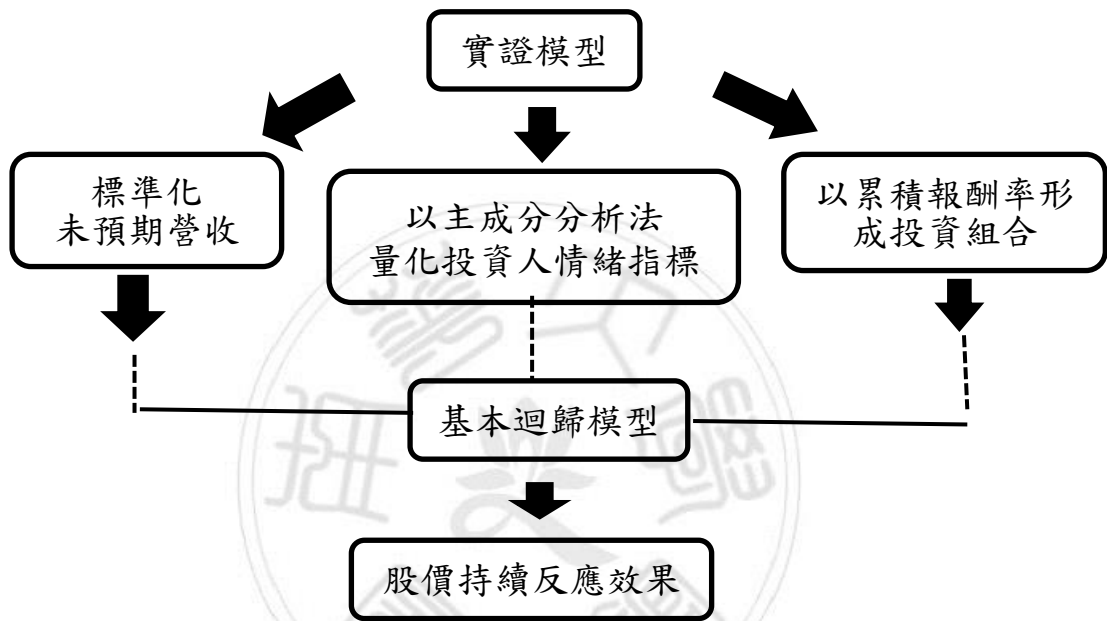 實證模型
標準化
未預期營收
以主成分分析法
量化投資人情緒指標
以累積報酬率形
成投資組合
基本迴歸模型
股價持續反應效果